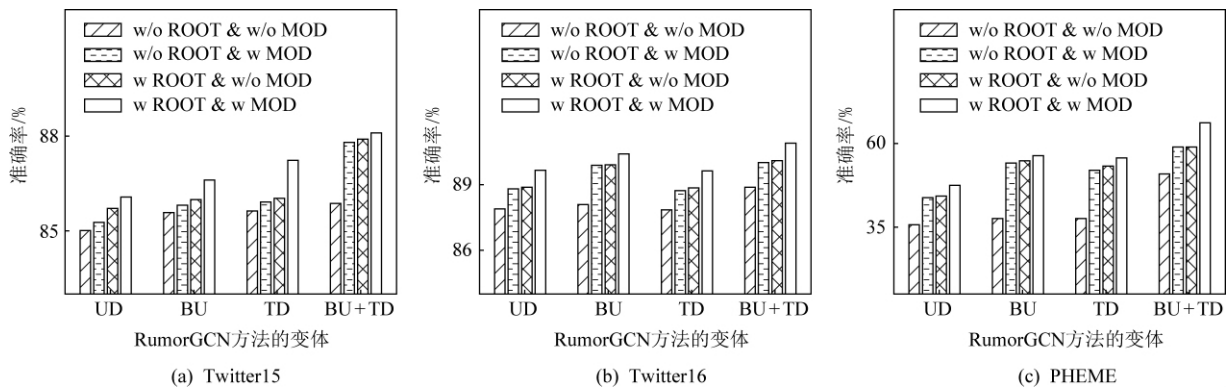 w/o ROOT & w/o MOD
w/o ROOT & w MOD
w ROOT & w/o MOD
w ROOT & w MOD
准确率/%
88
85
UD BU TD BU+TD
RumorGCN方法的变体
(a) Twitter15
w/o ROOT & w/o MOD
w/o ROOT & w MOD
w ROOT & w/o MOD
w ROOT & w MOD
准确率/%
89
86
UD BU TD BU+TD
RumorGCN方法的变体
(b) Twitter16
w/o ROOT & w/o MOD
w/o ROOT & w MOD
w ROOT & w/o MOD
w ROOT & w MOD
准确率/%
60
35
UD BU TD BU+TD
RumorGCN方法的变体
(c) PHEME